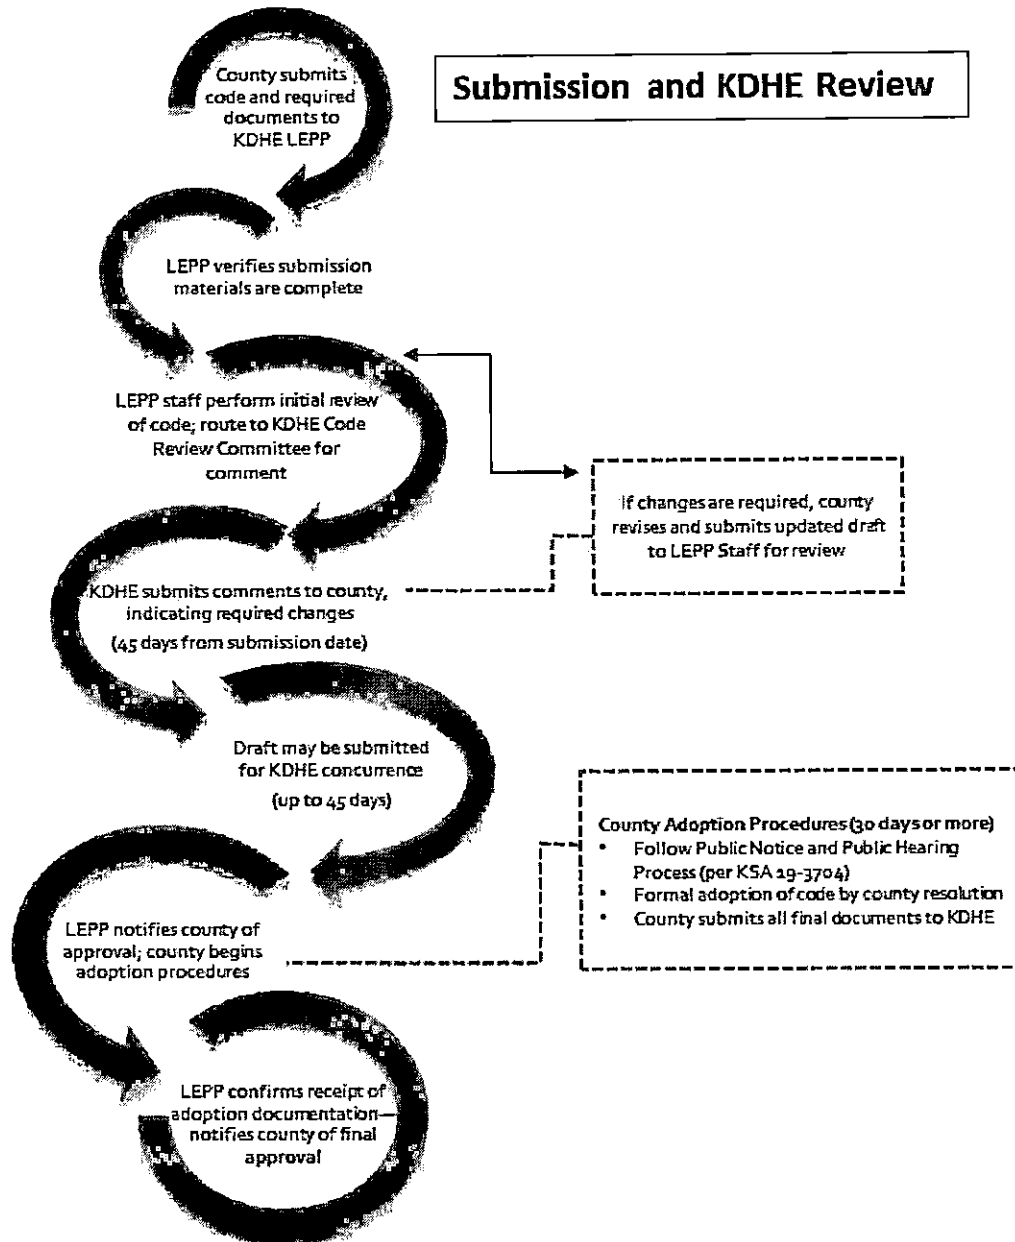 County submits
code and required
documents to
KDHE LEPP
Submission and KDHE Review
LEPP verifies submission
materials are complete
LEPP staff perform initial review
of code; route to KDHE Code
Review Committee for
comment
If changes are required, county
revises and submits updated draft
to LEPP Staff for review
KDHE submits comments to county,
indicating required changes
(45 days from submission date)
Draft may be submitted
for KDHE concurrence
(up to 45 days)
County Adoption Procedures (30 days or more)
• Follow Public Notice and Public Hearing
Process (per KSA 19-3704)
• Formal adoption of code by county resolution
• County submits all final documents to KDHE
LEPP notifies county of
approval; county begins
adoption procedures
LEPP confirms receipt of
adoption documentation—
notifies county of final
approval